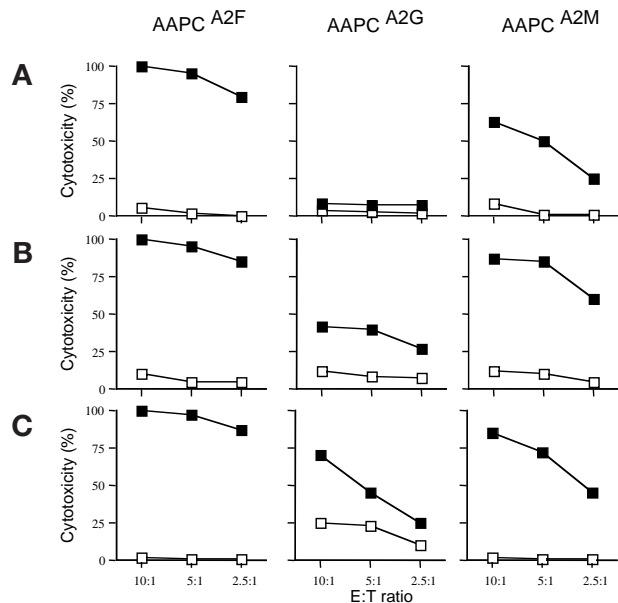 AAPC A2F AAPC A2G AAPC A2M
A
Cytotoxicity (%)
100
75
50
25
0
B
Cytotoxicity (%)
100
75
50
25
0
C
Cytotoxicity (%)
100
75
50
25
0
10:1 5:1 2.5:1 10:1 5:1 2.5:1 10:1 5:1 2.5:1
E:T ratio